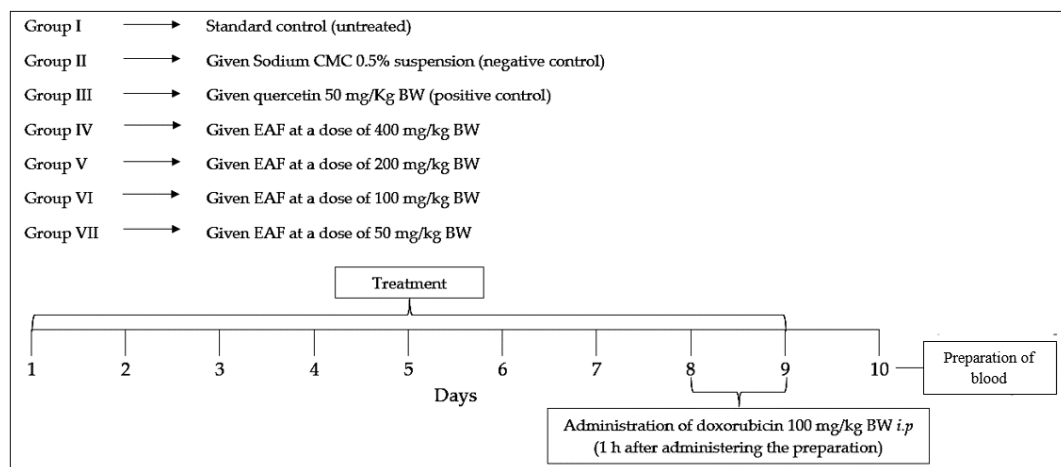 Group I Standard control (untreated)
Group II Given Sodium CMC 0.5% suspension (negative control)
Group III Given quercetin 50 mg/Kg BW (positive control)
Group IV Given EAF at a dose of 400 mg/kg BW
Group V Given EAF at a dose of 200 mg/kg BW
Group VI Given EAF at a dose of 100 mg/kg BW
Group VII Given EAF at a dose of 50 mg/kg BW
Treatment
1 2 3 4 5 6 7 8 9 10
Preparation of
blood
Days
Administration of doxorubicin 100 mg/kg BW i.p
(1 h after administering the preparation)